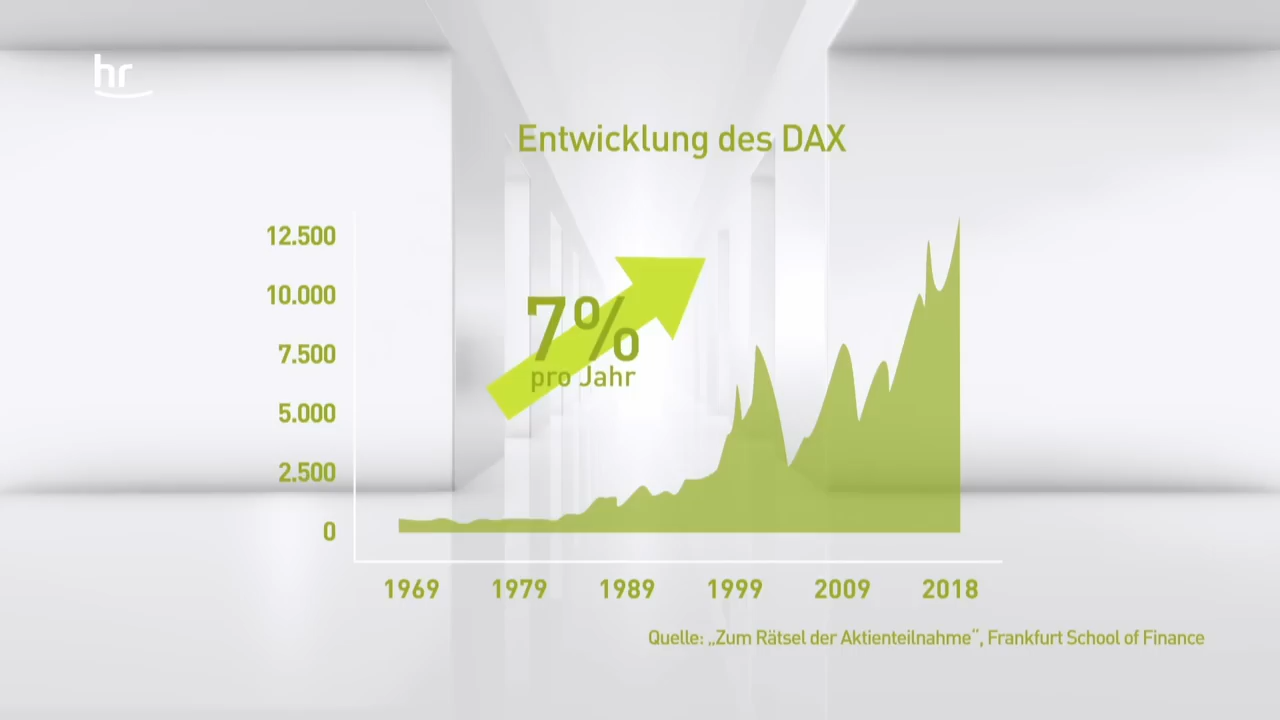 hr
Entwicklung des DAX
12.500
10.000
7.500
5.000
2.500
0
7%
pro Jahr
1969 1979 1989 1999 2009 2018
Quelle: „Zum Rätsel der Aktienteilnahme“, Frankfurt School of Finance